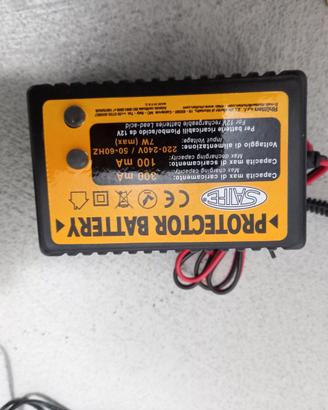 PROTECTOR BATTERY
SAIFE
Capacità max di caricamento:
Max charging capacity:
300 mA
Capacità max di scaricamento:
Max discharging capacity:
100 mA
Voltaggio di alimentazione:
Input voltage:
220-240V / 50-60HZ
7W (max)
Per batterie ricaricabili Piombo/acido da 12V
For 12V rechargeable batteries Lead-acid